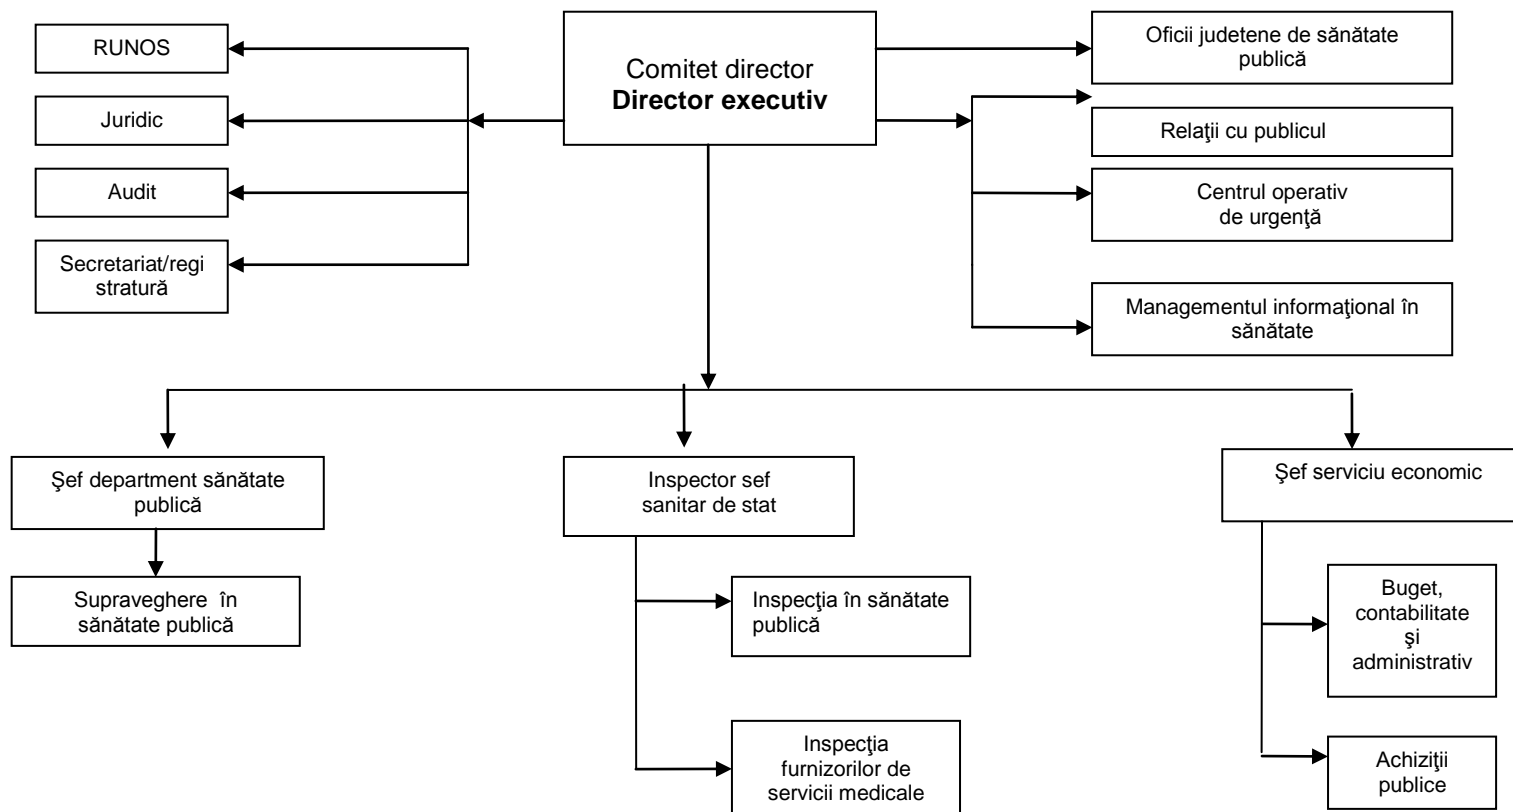 RUNOS
Juridic
Audit
Secretariat/regi
stratură
Comitet director
Director executiv
Oficii judetene de sănătate
publică
Relaţii cu publicul
Centrul operativ
de urgenţă
Managementul informaţional în
sănătate
Şef department sănătate
publică
Supraveghere în
sănătate publică
Inspector sef
sanitar de stat
Inspecţia în sănătate
publică
Inspecţia
furnizorilor de
servicii medicale
Şef serviciu economic
Buget,
contabilitate
şi
administrativ
Achiziţii
publice